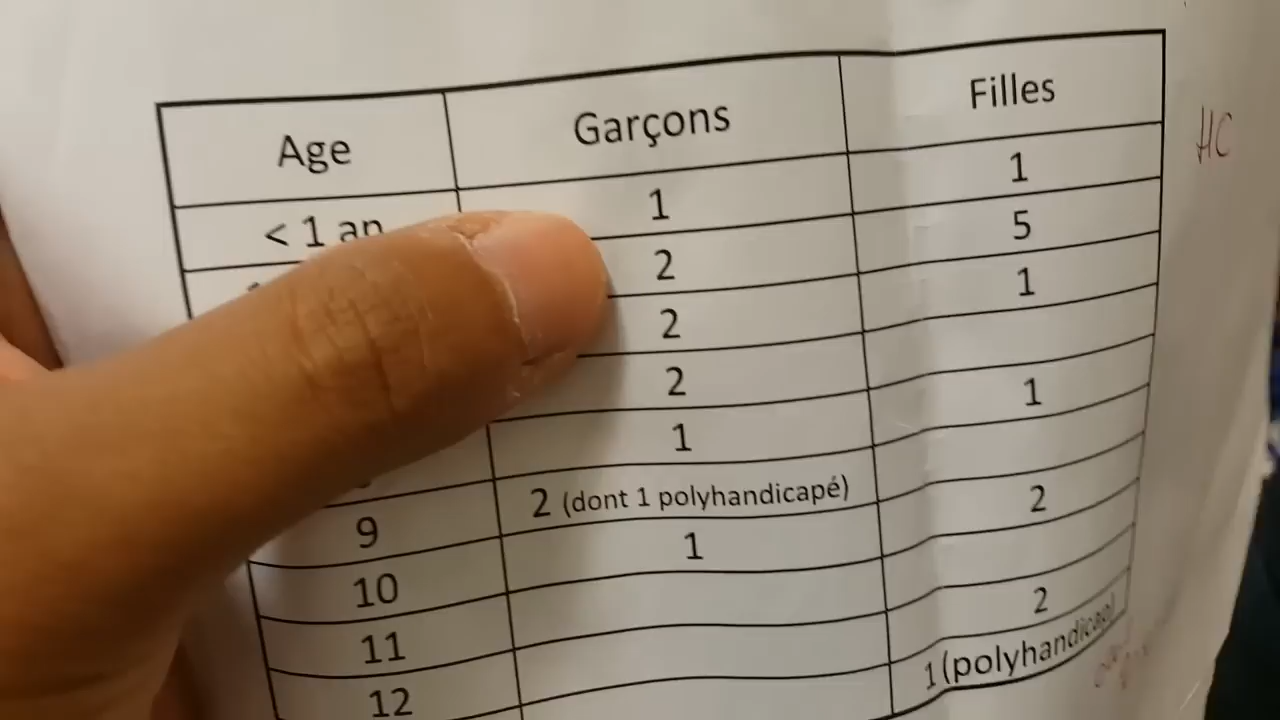 Age Garçons Filles
HC
< 1 an 1 1
2 5
2 1
2
1 1
9 2 (dont 1 polyhandicapé)
10 1 2
11
12 2
1 (polyhandicap)